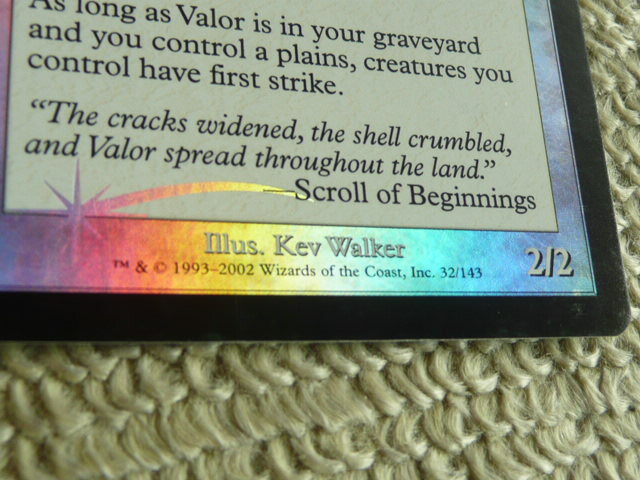 As long as Valor is in your graveyard
and you control a plains, creatures you
control have first strike.
“The cracks widened, the shell crumbled,
and Valor spread throughout the land.”
—Scroll of Beginnings
Illus. Kev Walker
™ & © 1993–2002 Wizards of the Coast, Inc. 32/143
2/2